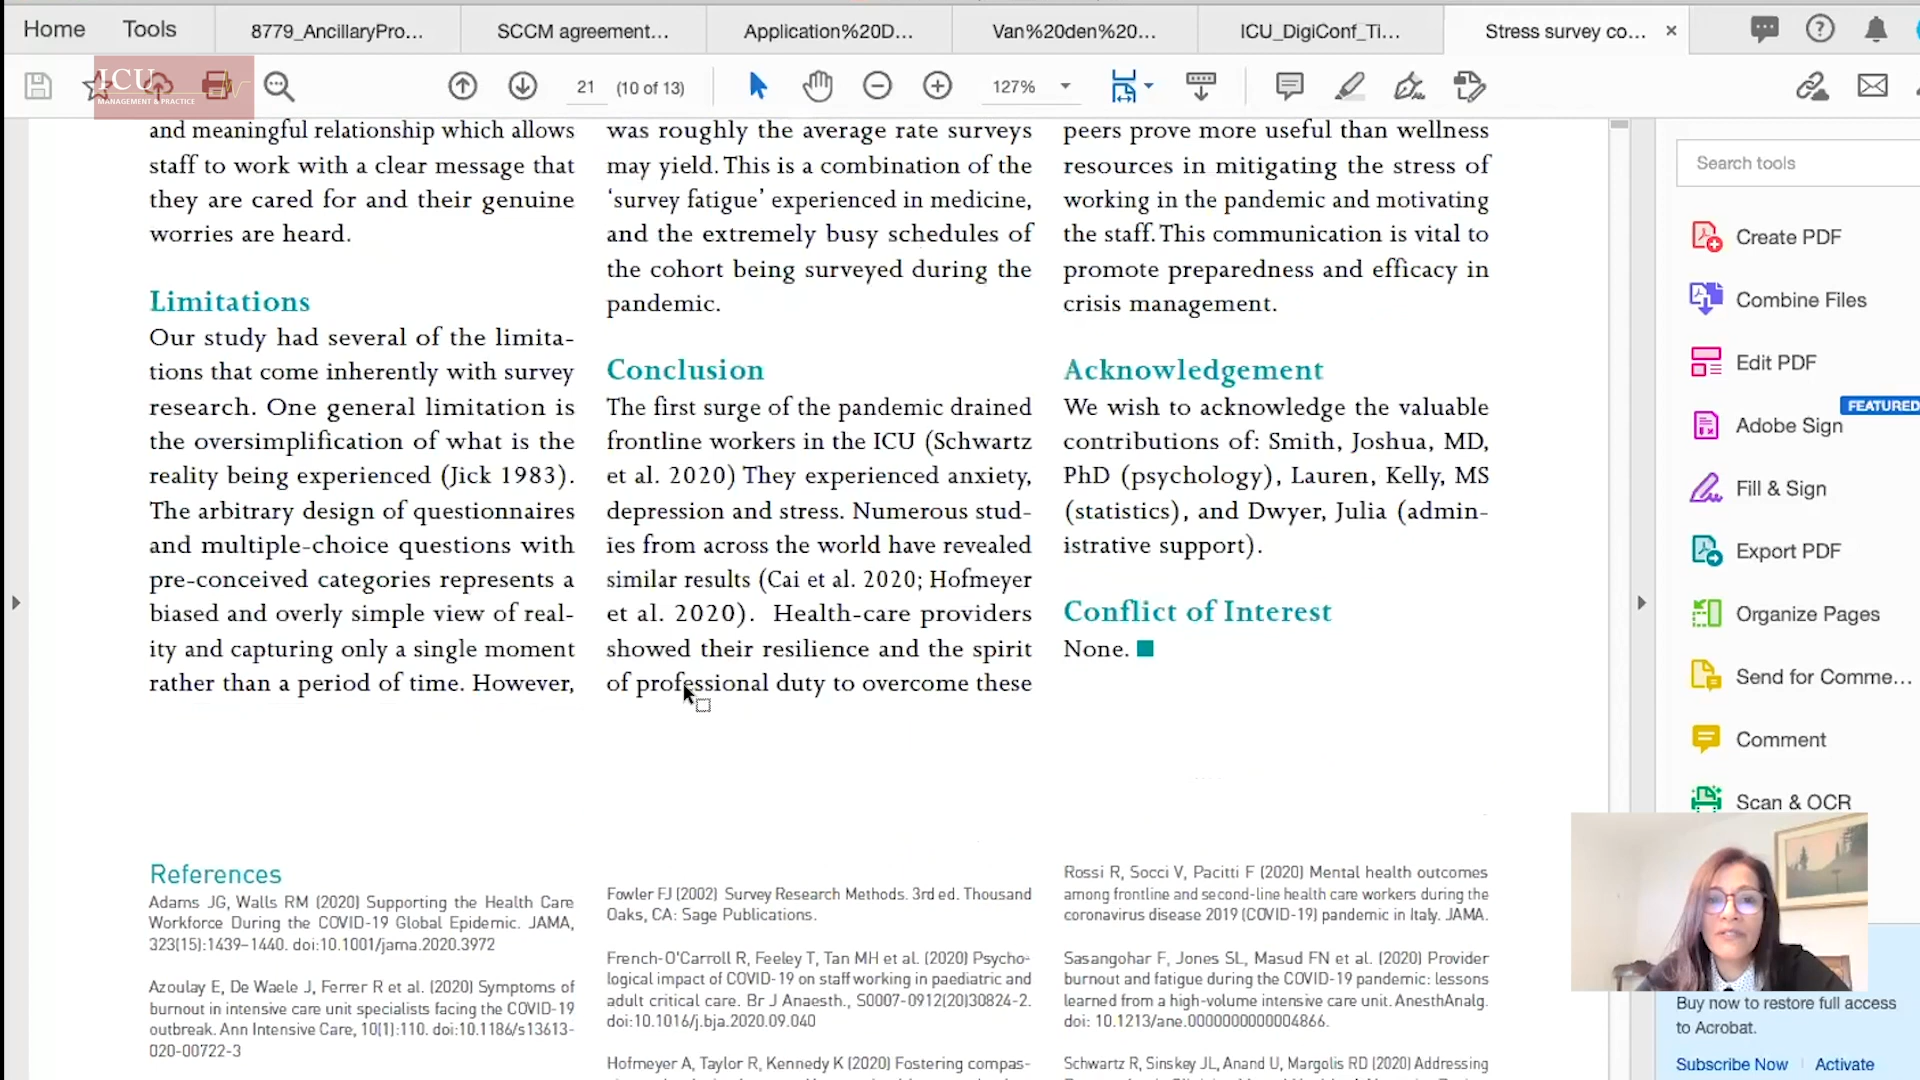 Home
Tools
8779_AncillaryPro...
SCCM agreement...
Application%20D...
Van%20den%20...
ICU_DigiConf_Ti...
Stress survey co...
ICU
MANAGEMENT & PRACTICE
21
(10 of 13)
127%
and meaningful relationship which allows
staff to work with a clear message that
they are cared for and their genuine
worries are heard.
Limitations
Our study had several of the limita-
tions that come inherently with survey
research. One general limitation is
the oversimplification of what is the
reality being experienced (Jick 1983).
The arbitrary design of questionnaires
and multiple-choice questions with
pre-conceived categories represents a
biased and overly simple view of real-
ity and capturing only a single moment
rather than a period of time. However,
was roughly the average rate surveys
may yield. This is a combination of the
‘survey fatigue’ experienced in medicine,
and the extremely busy schedules of
the cohort being surveyed during the
pandemic.
Conclusion
The first surge of the pandemic drained
frontline workers in the ICU (Schwartz
et al. 2020) They experienced anxiety,
depression and stress. Numerous stud-
ies from across the world have revealed
similar results (Cai et al. 2020; Hofmeyer
et al. 2020). Health-care providers
showed their resilience and the spirit
of professional duty to overcome these
peers prove more useful than wellness
resources in mitigating the stress of
working in the pandemic and motivating
the staff. This communication is vital to
promote preparedness and efficacy in
crisis management.
Acknowledgement
We wish to acknowledge the valuable
contributions of: Smith, Joshua, MD,
PhD (psychology), Lauren, Kelly, MS
(statistics), and Dwyer, Julia (admin-
istrative support).
Conflict of Interest
None.
References
Adams JG, Walls RM (2020) Supporting the Health Care
Workforce During the COVID-19 Global Epidemic. JAMA,
323(15):1439–1440. doi:10.1001/jama.2020.3972
Azoulay E, De Waele J, Ferrer R et al. (2020) Symptoms of
burnout in intensive care unit specialists facing the COVID-19
outbreak. Ann Intensive Care, 10(1):110. doi:10.1186/s13613-
020-00722-3
Fowler FJ (2002) Survey Research Methods. 3rd ed. Thousand
Oaks, CA: Sage Publications.
French-O'Carroll R, Feeley T, Tan MH et al. (2020) Psycho-
logical impact of COVID-19 on staff working in paediatric and
adult critical care. Br J Anaesth., S0007-0912(20)30824-2.
doi:10.1016/j.bja.2020.09.040
Hofmeyer A, Taylor R, Kennedy K (2020) Fostering compas-
Rossi R, Socci V, Pacitti F (2020) Mental health outcomes
among frontline and second-line health care workers during the
coronavirus disease 2019 (COVID-19) pandemic in Italy. JAMA.
Sasangohar F, Jones SL, Masud FN et al. (2020) Provider
burnout and fatigue during the COVID-19 pandemic: lessons
learned from a high-volume intensive care unit. AnesthAnalg.
doi: 10.1213/ane.0000000000004866.
Schwartz R, Sinskey JL, Anand U, Margolis RD (2020) Addressing
Search tools
Create PDF
Combine Files
Edit PDF
FEATURED
Adobe Sign
Fill & Sign
Export PDF
Organize Pages
Send for Comme...
Comment
Scan & OCR
Buy now to restore full access
to Acrobat.
Subscribe Now
Activate